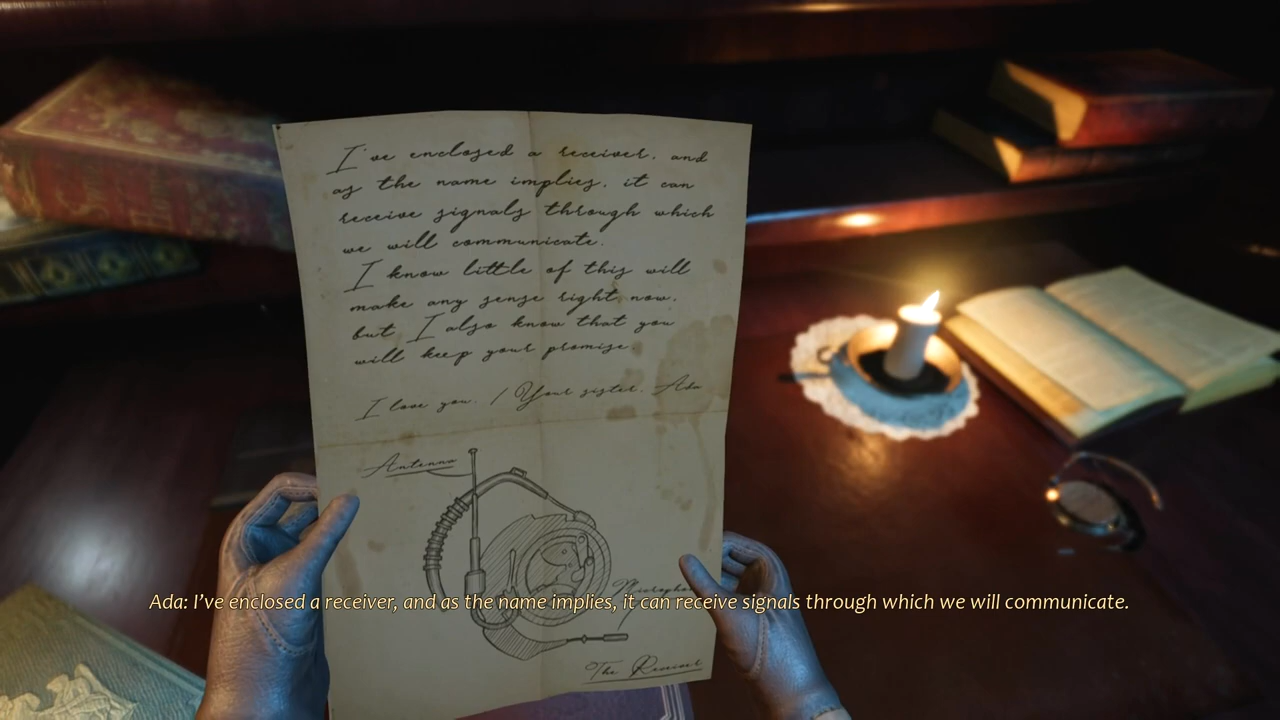 I've enclosed a receiver, and
as the name implies, it can
receive signals through which
we will communicate.
I know little of this will
make any sense right now,
but I also know that you
will keep your promise.
I love you. / Your sister, Ada
Antenna
Microphone
Ada: I've enclosed a receiver, and as the name implies, it can receive signals through which we will communicate.
The Receiver